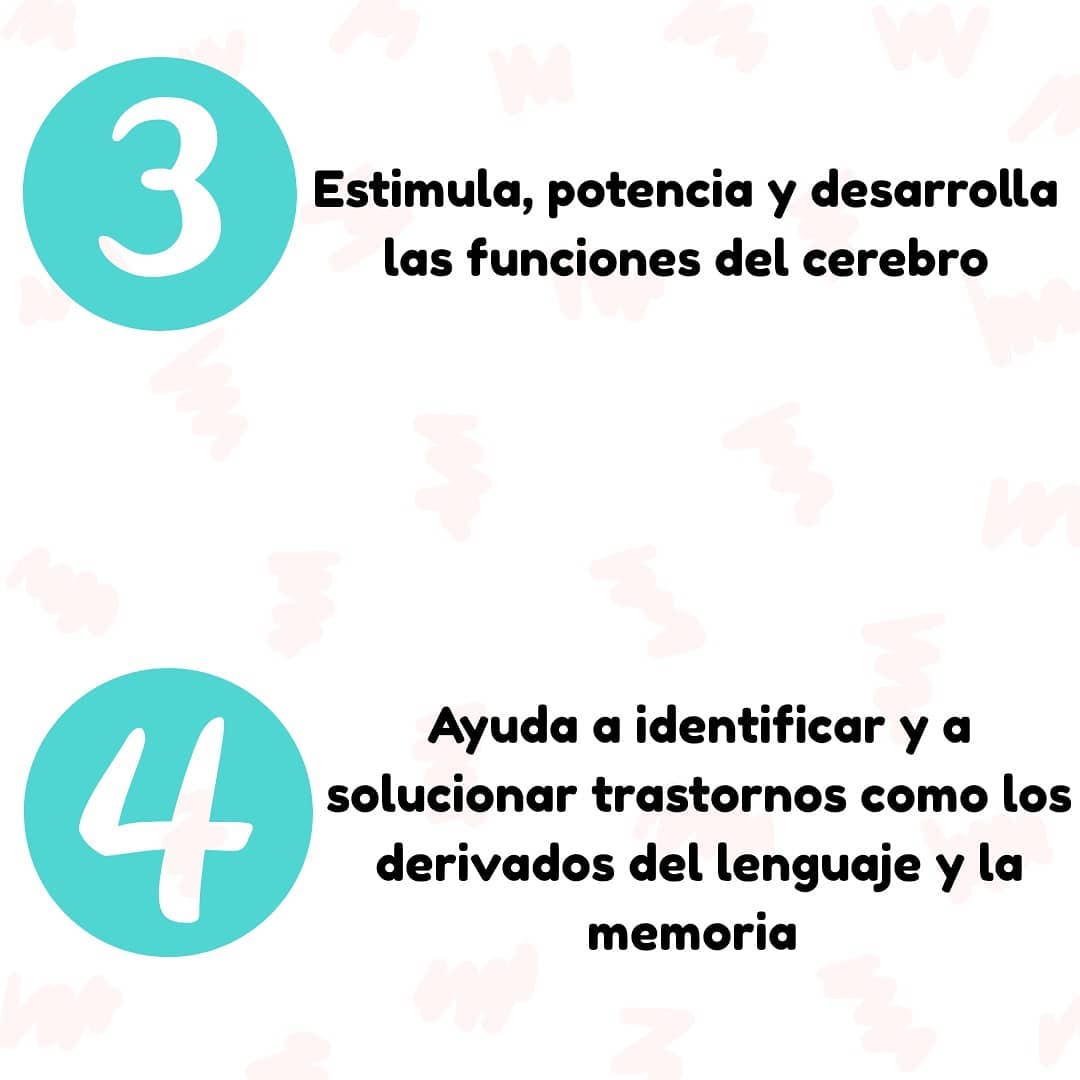 3
Estimula, potencia y desarrolla
las funciones del cerebro
4
Ayuda a identificar y a
solucionar trastornos como los
derivados del lenguaje y la
memoria